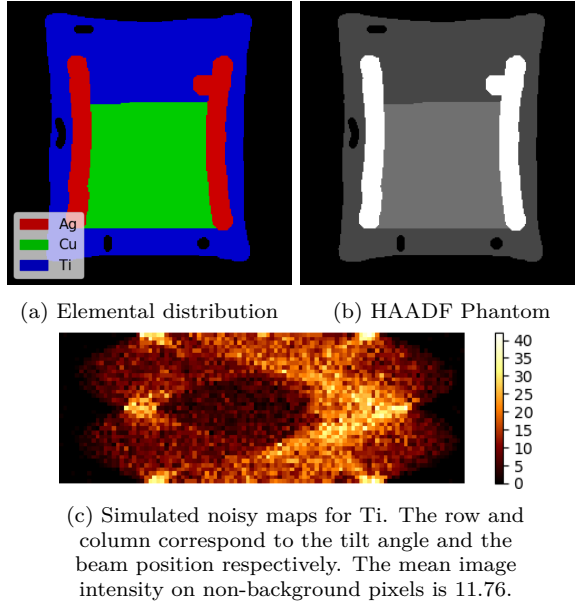 Ag
Cu
Ti
(a) Elemental distribution
(b) HAADF Phantom
40
35
30
25
20
15
10
5
0
(c) Simulated noisy maps for Ti. The row and
column correspond to the tilt angle and the
beam position respectively. The mean image
intensity on non-background pixels is 11.76.